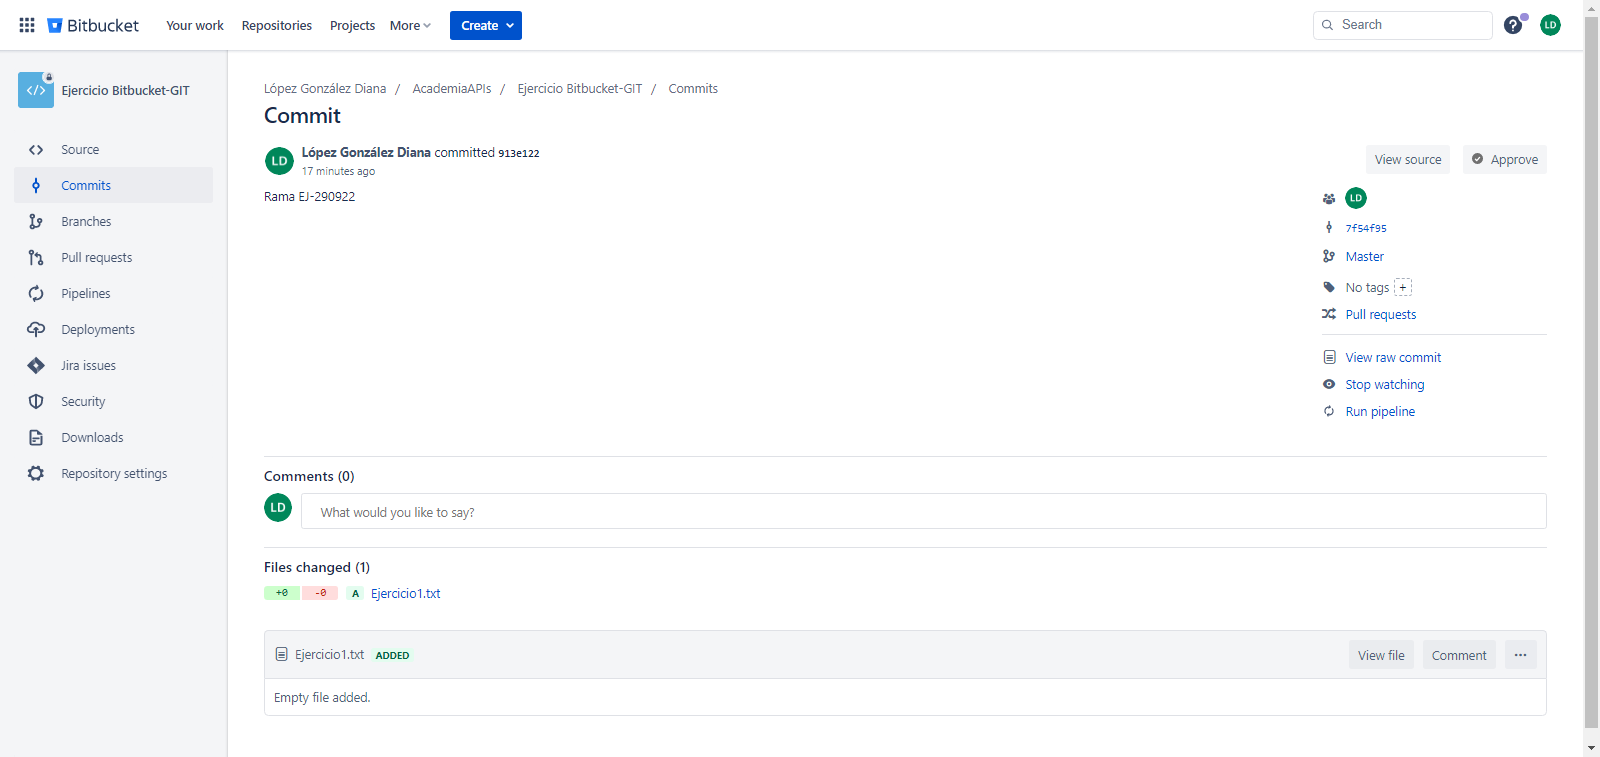 Bitbucket Your work Repositories Projects More Create Search ? LD
Ejercicio Bitbucket-GIT
Source
Commits
Branches
Pull requests
Pipelines
Deployments
Jira issues
Security
Downloads
Repository settings
López González Diana / AcademiaAPIs / Ejercicio Bitbucket-GIT / Commits
Commit
LD López González Diana committed 913e122
17 minutes ago
View source Approve
Rama EJ-290922
LD
7f54f95
Master
No tags +
Pull requests
View raw commit
Stop watching
Run pipeline
Comments (0)
LD What would you like to say?
Files changed (1)
+0 -0 A Ejercicio1.txt
Ejercicio1.txt ADDED View file Comment ...
Empty file added.